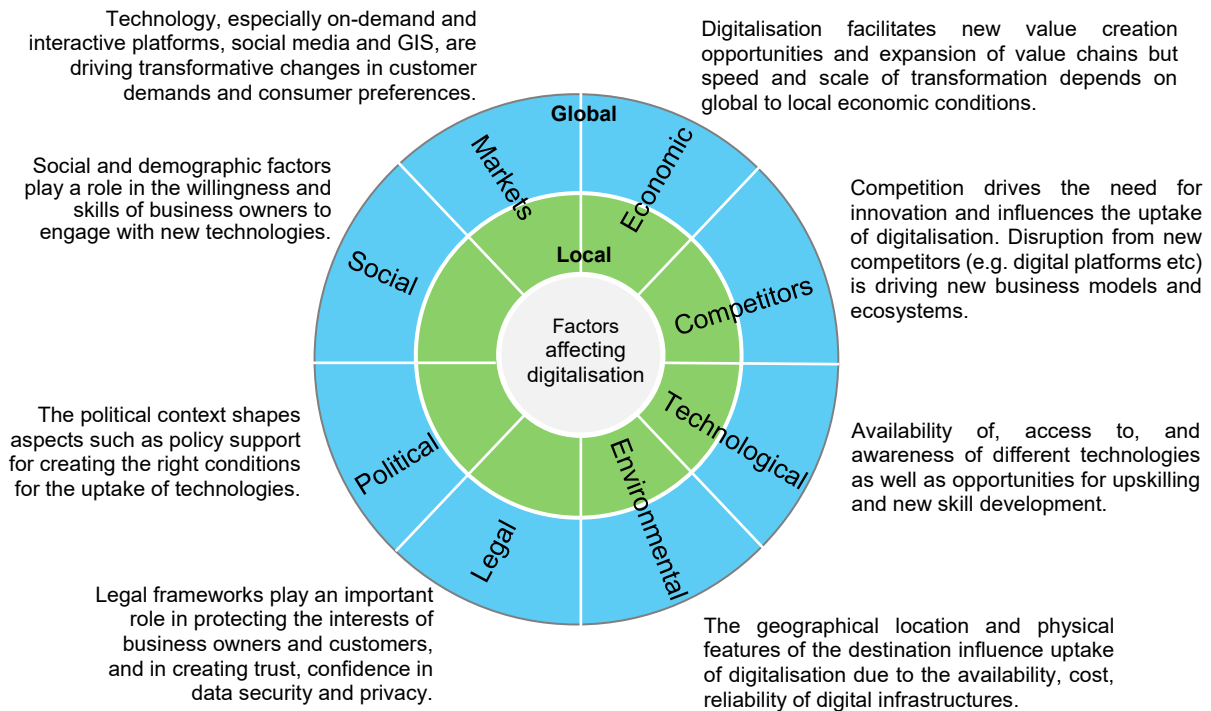 Technology, especially on-demand and
interactive platforms, social media and GIS, are
driving transformative changes in customer
demands and consumer preferences.
Digitalisation facilitates new value creation
opportunities and expansion of value chains but
speed and scale of transformation depends on
global to local economic conditions.
Social and demographic factors
play a role in the willingness and
skills of business owners to
engage with new technologies.
Competition drives the need for
innovation and influences the uptake
of digitalisation. Disruption from new
competitors (e.g. digital platforms etc)
is driving new business models and
ecosystems.
Global
Markets
Economic
Local
Social
Competitors
Factors
affecting
digitalisation
Political
Technological
Legal
Environmental
The political context shapes
aspects such as policy support
for creating the right conditions
for the uptake of technologies.
Availability of, access to, and
awareness of different technologies
as well as opportunities for upskilling
and new skill development.
Legal frameworks play an important
role in protecting the interests of
business owners and customers,
and in creating trust, confidence in
data security and privacy.
The geographical location and physical
features of the destination influence uptake
of digitalisation due to the availability, cost,
reliability of digital infrastructures.